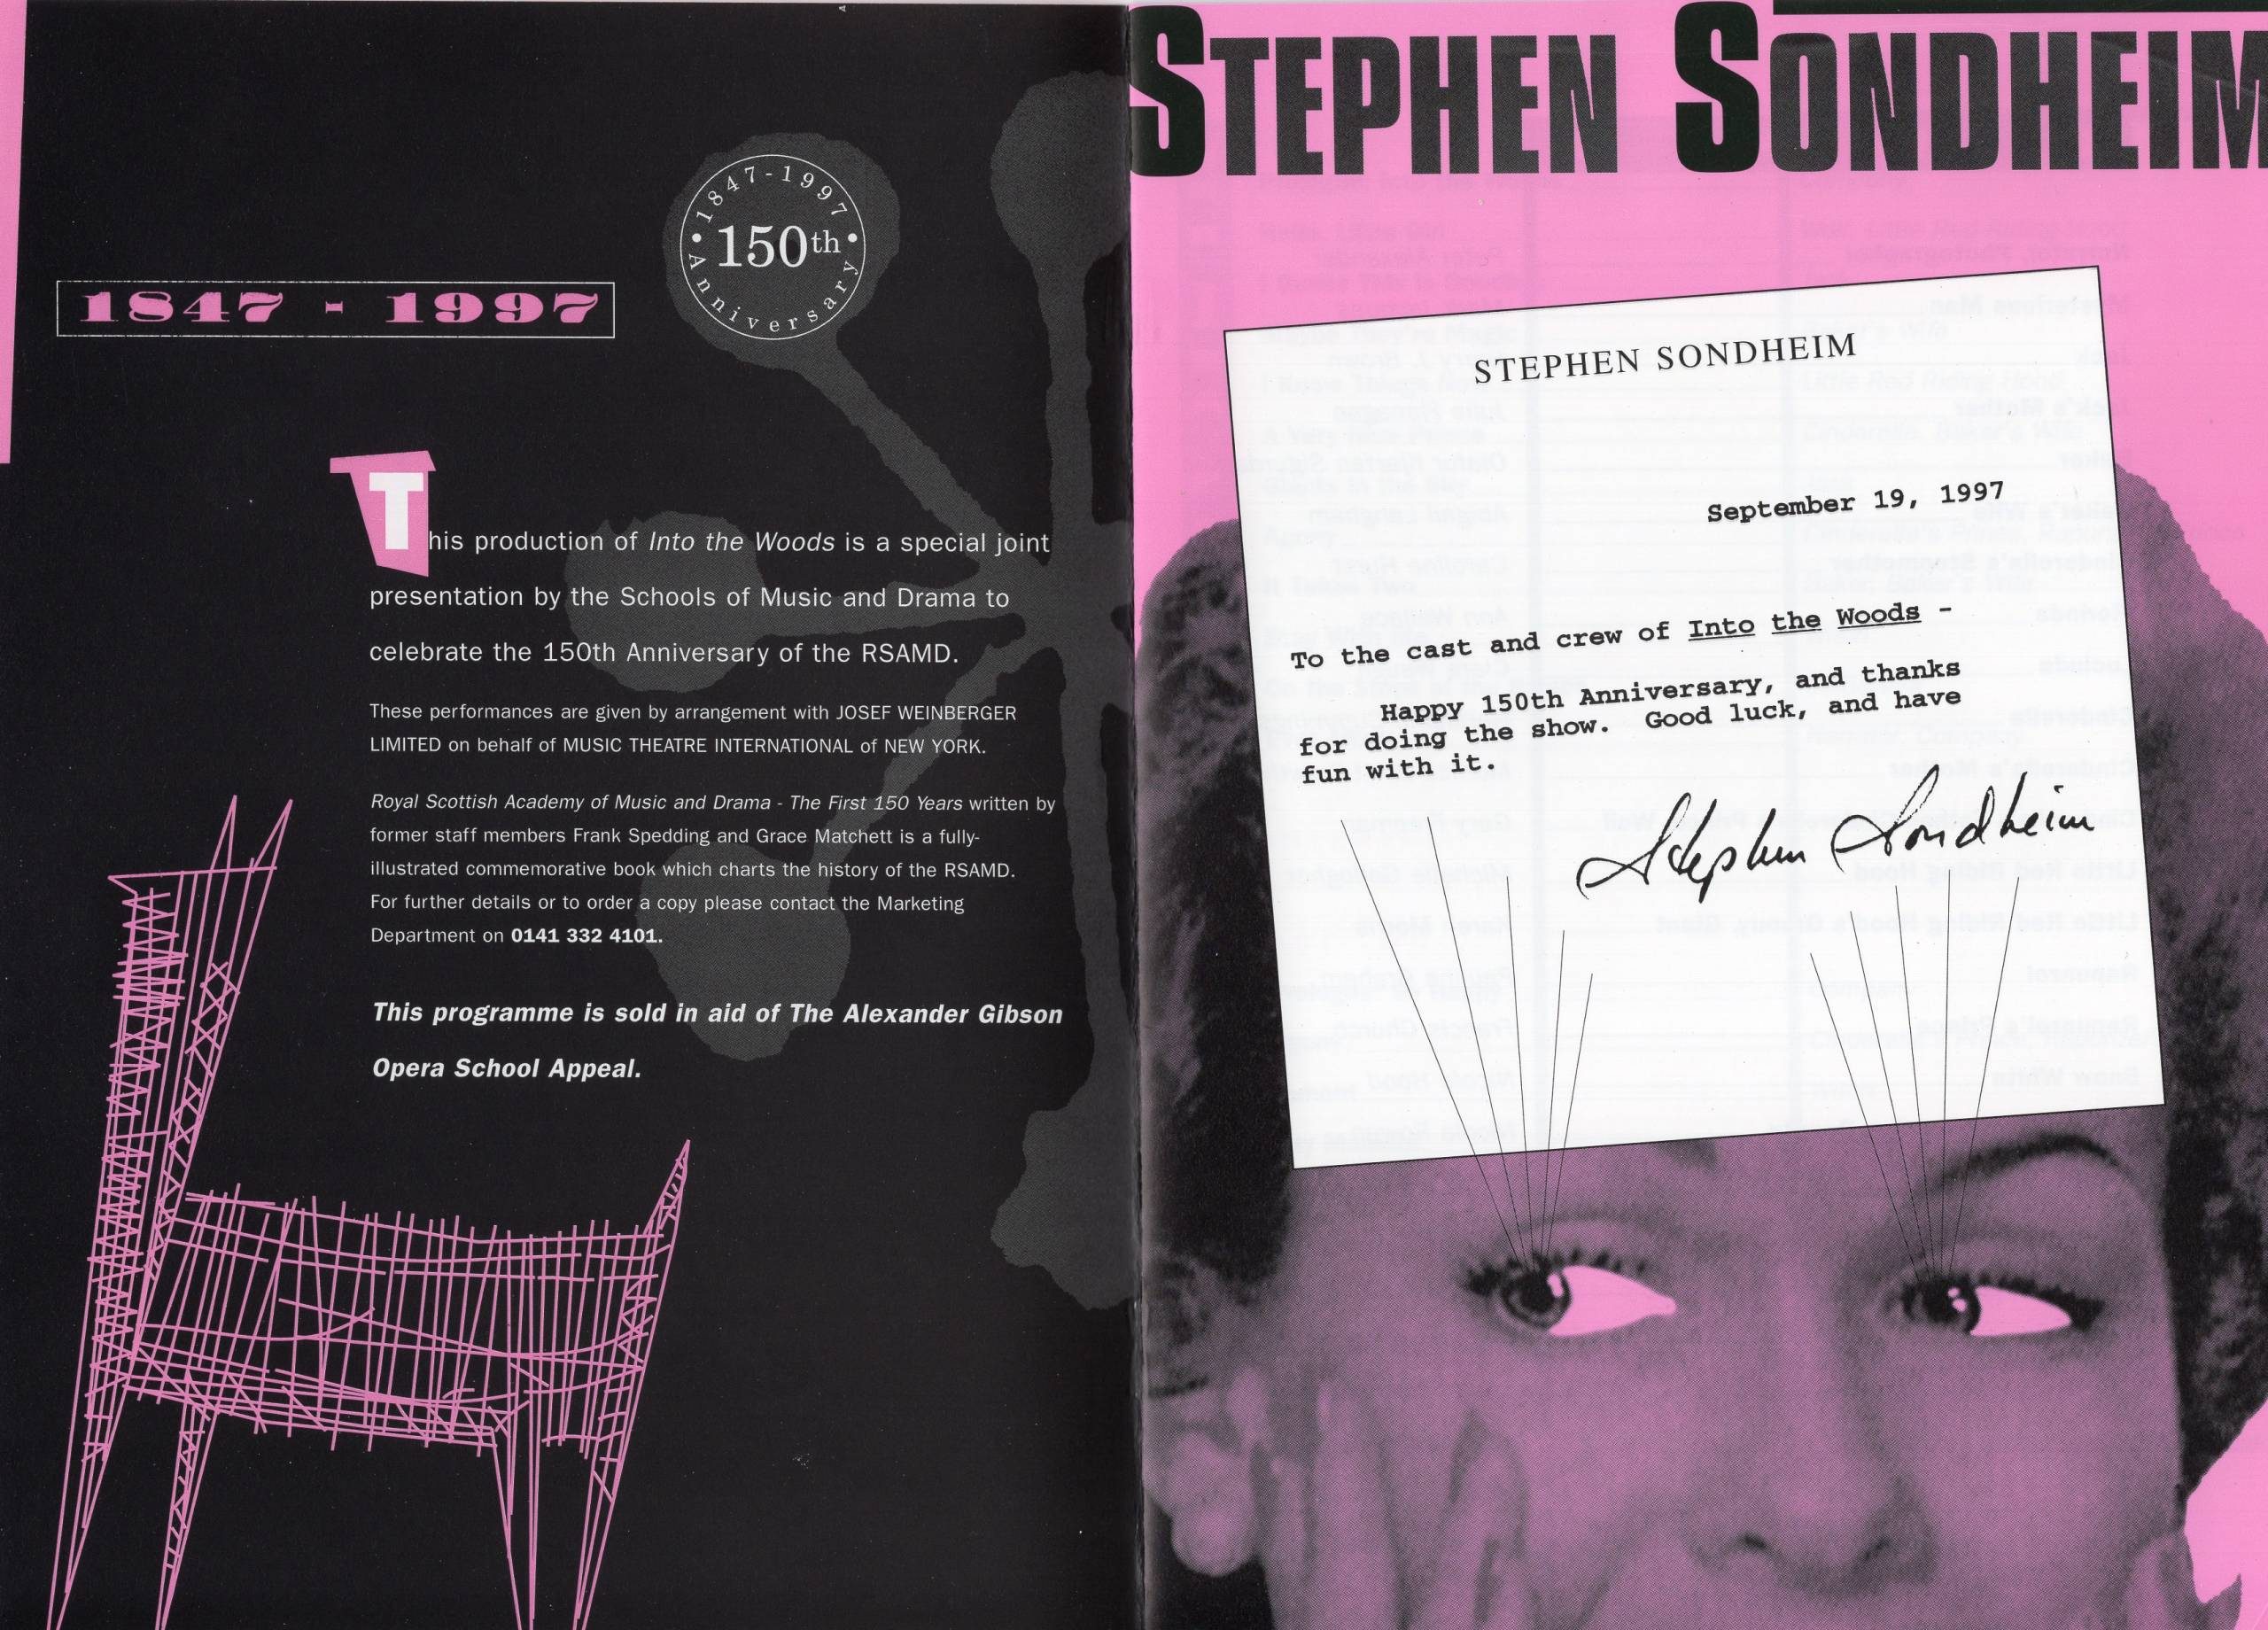 1847 - 1997
• 1847-1997 •
150th
Anniversary
This production of Into the Woods is a special joint
presentation by the Schools of Music and Drama to
celebrate the 150th Anniversary of the RSAMD.
These performances are given by arrangement with JOSEF WEINBERGER
LIMITED on behalf of MUSIC THEATRE INTERNATIONAL of NEW YORK.
Royal Scottish Academy of Music and Drama - The First 150 Years written by
former staff members Frank Spedding and Grace Matchett is a fully-
illustrated commemorative book which charts the history of the RSAMD.
For further details or to order a copy please contact the Marketing
Department on 0141 332 4101.
This programme is sold in aid of The Alexander Gibson
Opera School Appeal.
STEPHEN SONDHEIM
STEPHEN SONDHEIM
September 19, 1997
To the cast and crew of Into the Woods -
Happy 150th Anniversary, and thanks
for doing the show. Good luck, and have
fun with it.
Stephen Sondheim